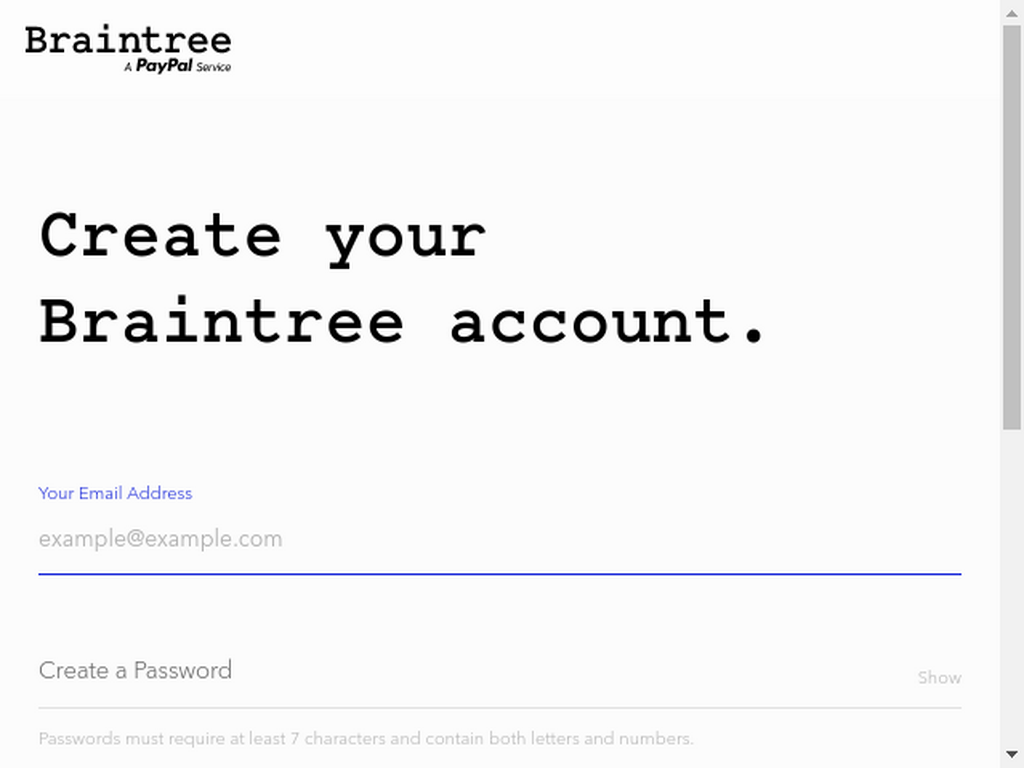 Braintree
A PayPal Service
Create your
Braintree account.
Your Email Address
example@example.com
Create a Password
Show
Passwords must require at least 7 characters and contain both letters and numbers.